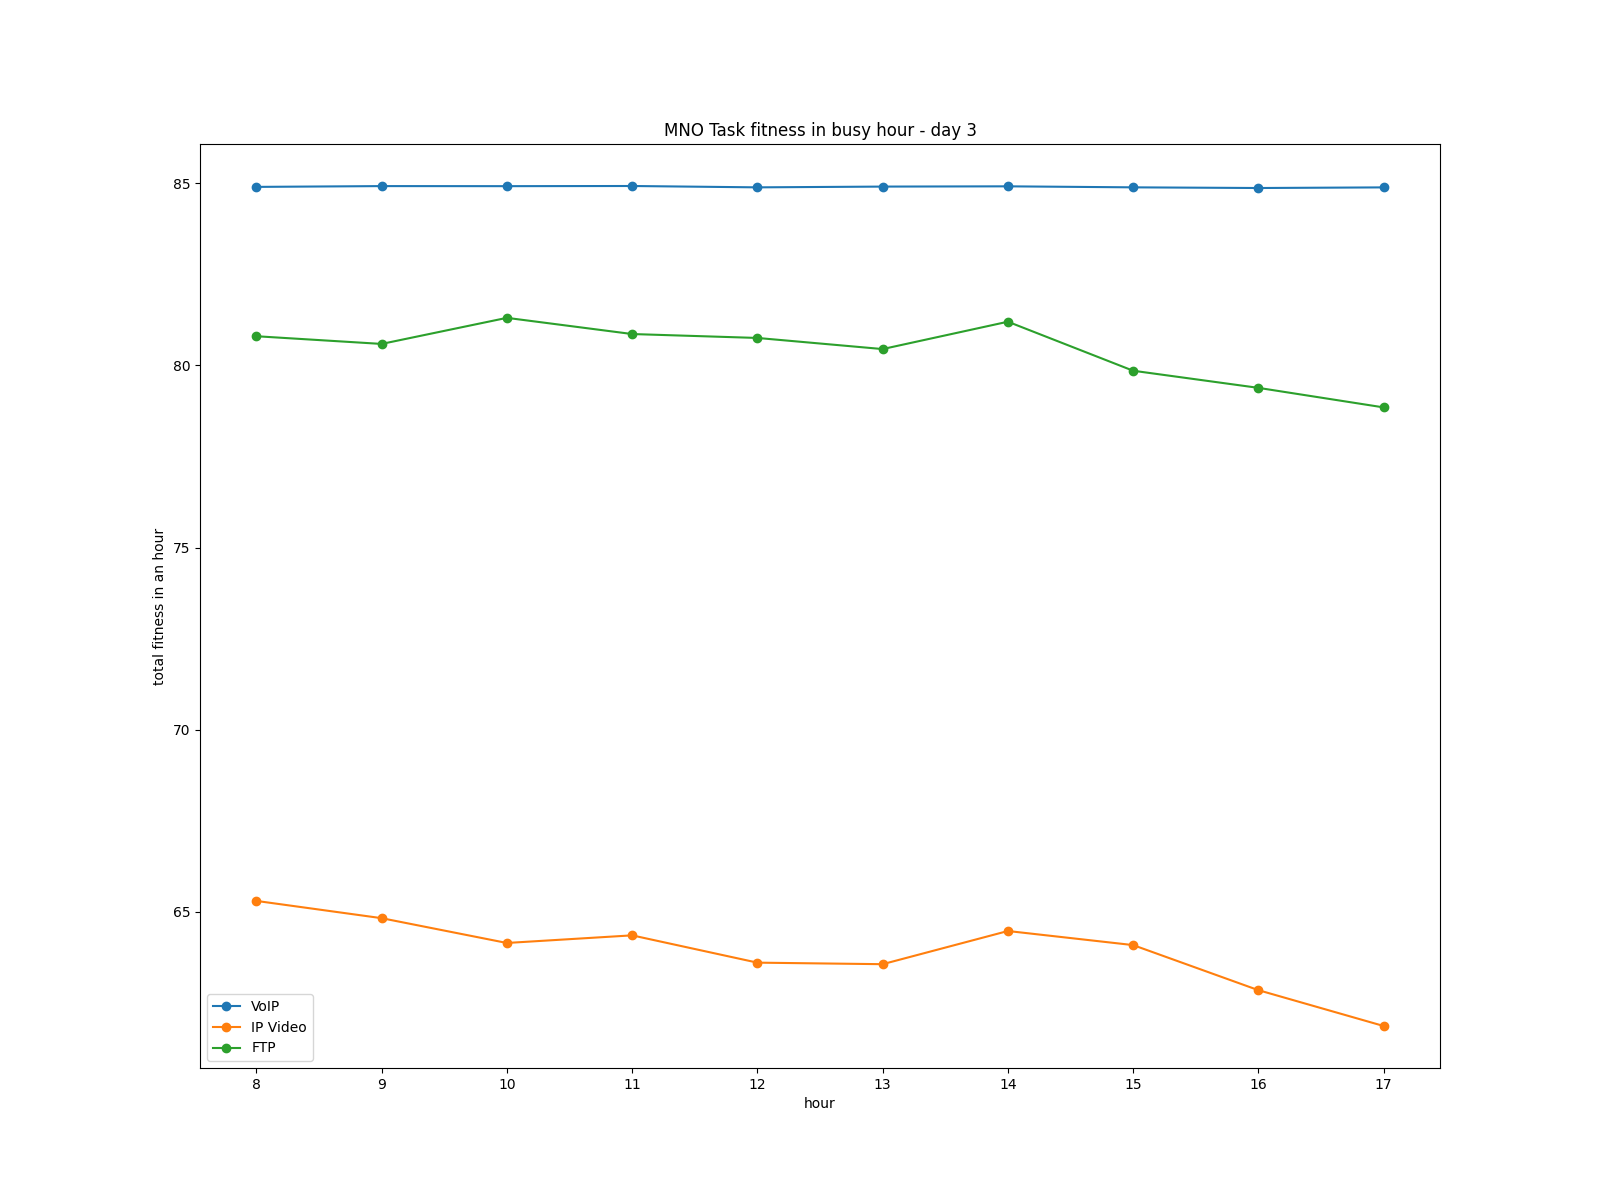 MNO Task fitness in busy hour - day 3
85
80
75
70
65
total fitness in an hour
VoIP
IP Video
FTP
8 9 10 11 12 13 14 15 16 17
hour